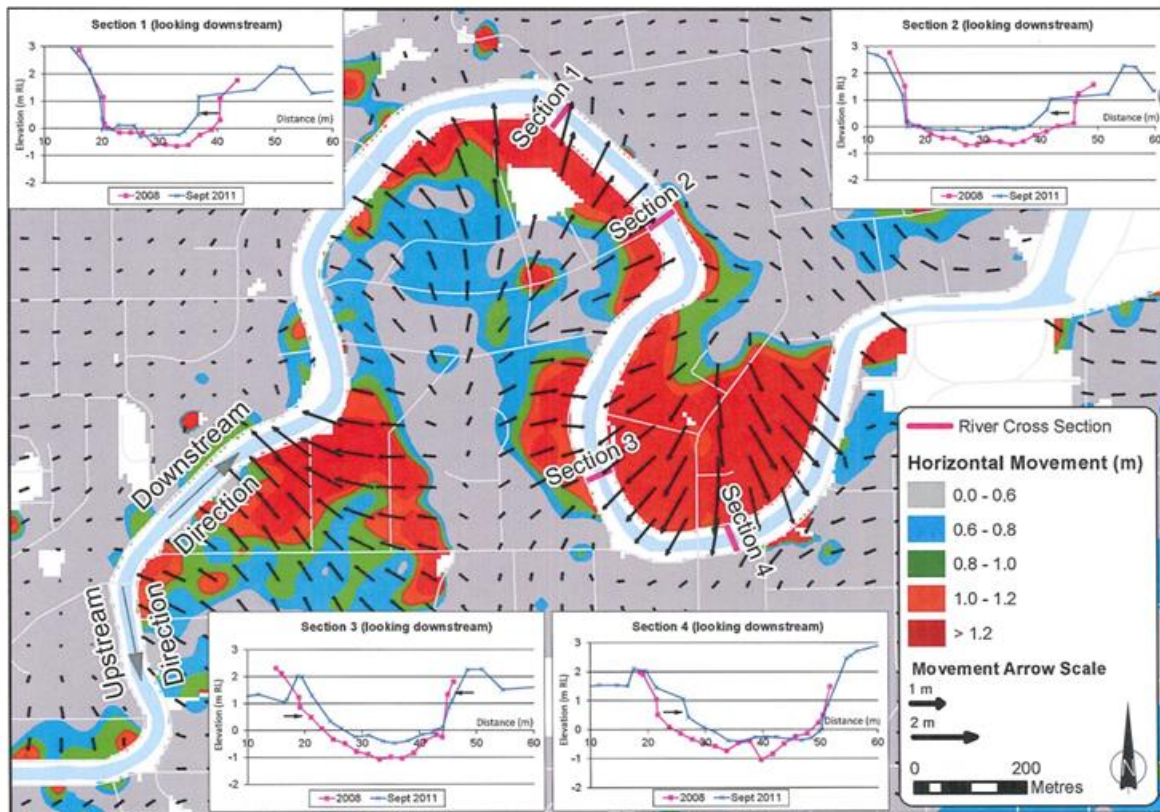 Section 1 (looking downstream)
Elevation (m RL)
3
2
1
0
-1
-2
Distance (m)
10 20 30 40 50 60
2008 Sept 2011
Section 2 (looking downstream)
Elevation (m RL)
3
2
1
0
-1
-2
Distance (m)
10 20 30 40 50 60
2008 Sept 2011
Section 1
Section 2
Section 3
Section 4
Downstream
Direction
Upstream
Direction
Section 3 (looking downstream)
Elevation (m RL)
3
2
1
0
-1
-2
Distance (m)
10 20 30 40 50 60
2008 Sept 2011
Section 4 (looking downstream)
Elevation (m RL)
3
2
1
0
-1
-2
Distance (m)
10 20 30 40 50 60
2008 Sept 2011
River Cross Section
Horizontal Movement (m)
0.0 - 0.6
0.6 - 0.8
0.8 - 1.0
1.0 - 1.2
> 1.2
Movement Arrow Scale
1 m
2 m
0 200
Metres
N